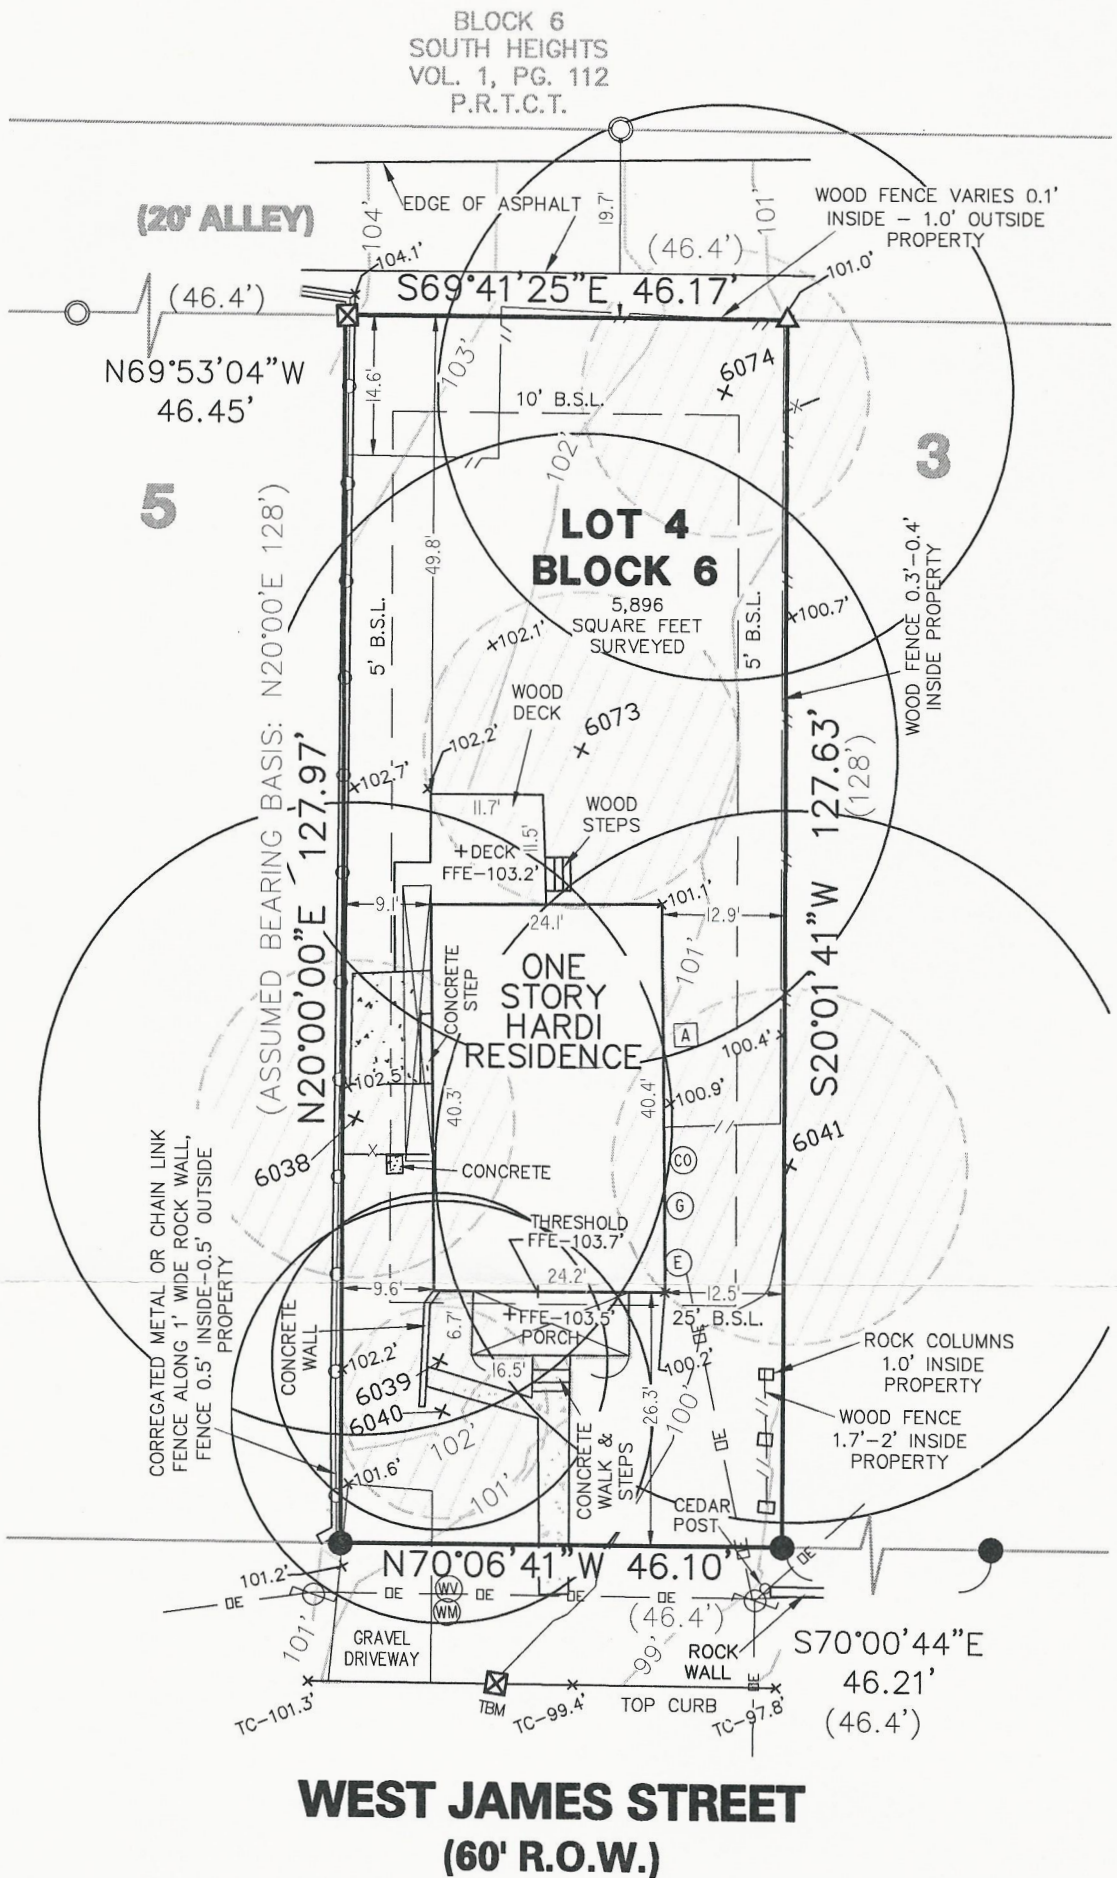 BLOCK 6
SOUTH HEIGHTS
VOL. 1, PG. 112
P.R.T.C.T.
EDGE OF ASPHALT
19.7'
104'
101'
WOOD FENCE VARIES 0.1'
INSIDE – 1.0' OUTSIDE
PROPERTY
(20' ALLEY)
104.1'
(46.4')
101.0'
S69°41'25"E 46.17'
(46.4')
N69°53'04"W
46.45'
14.6'
103'
6074
10' B.S.L.
102'
5
3
LOT 4
BLOCK 6
5,896
SQUARE FEET
SURVEYED
49.8'
5' B.S.L.
5' B.S.L.
102.1'
100.7'
WOOD FENCE 0.3'-0.4'
INSIDE PROPERTY
(ASSUMED BEARING BASIS: N20°00'E 128')
N20°00'00"E 127.97'
S20°01'41"W 127.63'
(128')
WOOD
DECK
6073
102.2'
102.7'
11.7'
11.5'
WOOD
STEPS
+DECK
FFE-103.2'
9.1'
24.1'
101.1'
12.9'
101'
CONCRETE
STEP
ONE
STORY
HARDI
RESIDENCE
A
100.4'
102.5'
40.3'
40.4'
100.9'
6038
6041
CONCRETE
CO
G
E
THRESHOLD
FFE-103.7'
9.6'
24.2'
12.5'
25' B.S.L.
6.7'
+FFE-103.5'
PORCH
16.5'
CONCRETE
WALL
102.2'
6039
6040
100.2'
100'
26.3'
OE
OE
ROCK COLUMNS
1.0' INSIDE
PROPERTY
WOOD FENCE
1.7'-2' INSIDE
PROPERTY
CORREGATED METAL OR CHAIN LINK
FENCE ALONG 1' WIDE ROCK WALL,
FENCE 0.5' INSIDE-0.5' OUTSIDE
PROPERTY
102'
101.6'
101'
CONCRETE
WALK &
STEPS
CEDAR
POST
N70°06'41"W 46.10'
101.2'
OE
OE
OE
OE
OE
OE
OE
WV
WM
(46.4')
101'
GRAVEL
DRIVEWAY
99'
ROCK
WALL
OE
S70°00'44"E
46.21'
(46.4')
TC-101.3'
TBM
TC-99.4'
TOP CURB
TC-97.8'
WEST JAMES STREET
(60' R.O.W.)